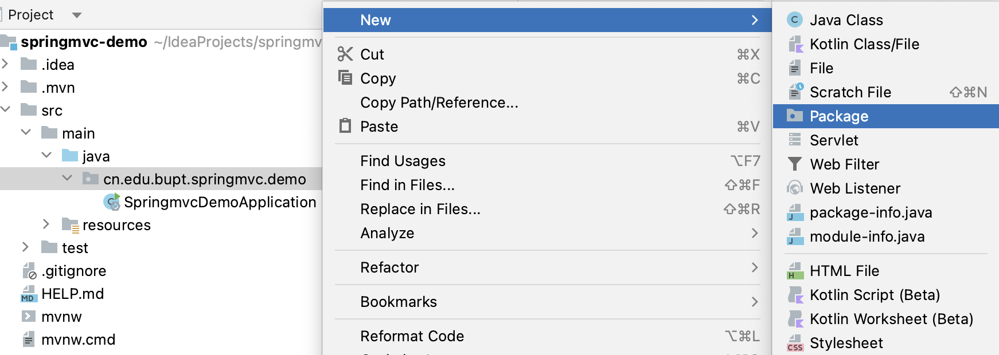 Project
springmvc-demo ~/IdeaProjects/springmv
.idea
.mvn
src
main
java
cn.edu.bupt.springmvc.demo
SpringmvcDemoApplication
resources
test
.gitignore
HELP.md
mvnw
mvnw.cmd
New
Cut ⌘X
Copy ⌘C
Copy Path/Reference...
Paste ⌘V
Find Usages ⌥F7
Find in Files... ⇧⌘F
Replace in Files... ⇧⌘R
Analyze
Refactor
Bookmarks
Reformat Code ⌥⌘L
Java Class
Kotlin Class/File
File
Scratch File ⇧⌘N
Package
Servlet
Web Filter
Web Listener
package-info.java
module-info.java
HTML File
Kotlin Script (Beta)
Kotlin Worksheet (Beta)
Stylesheet